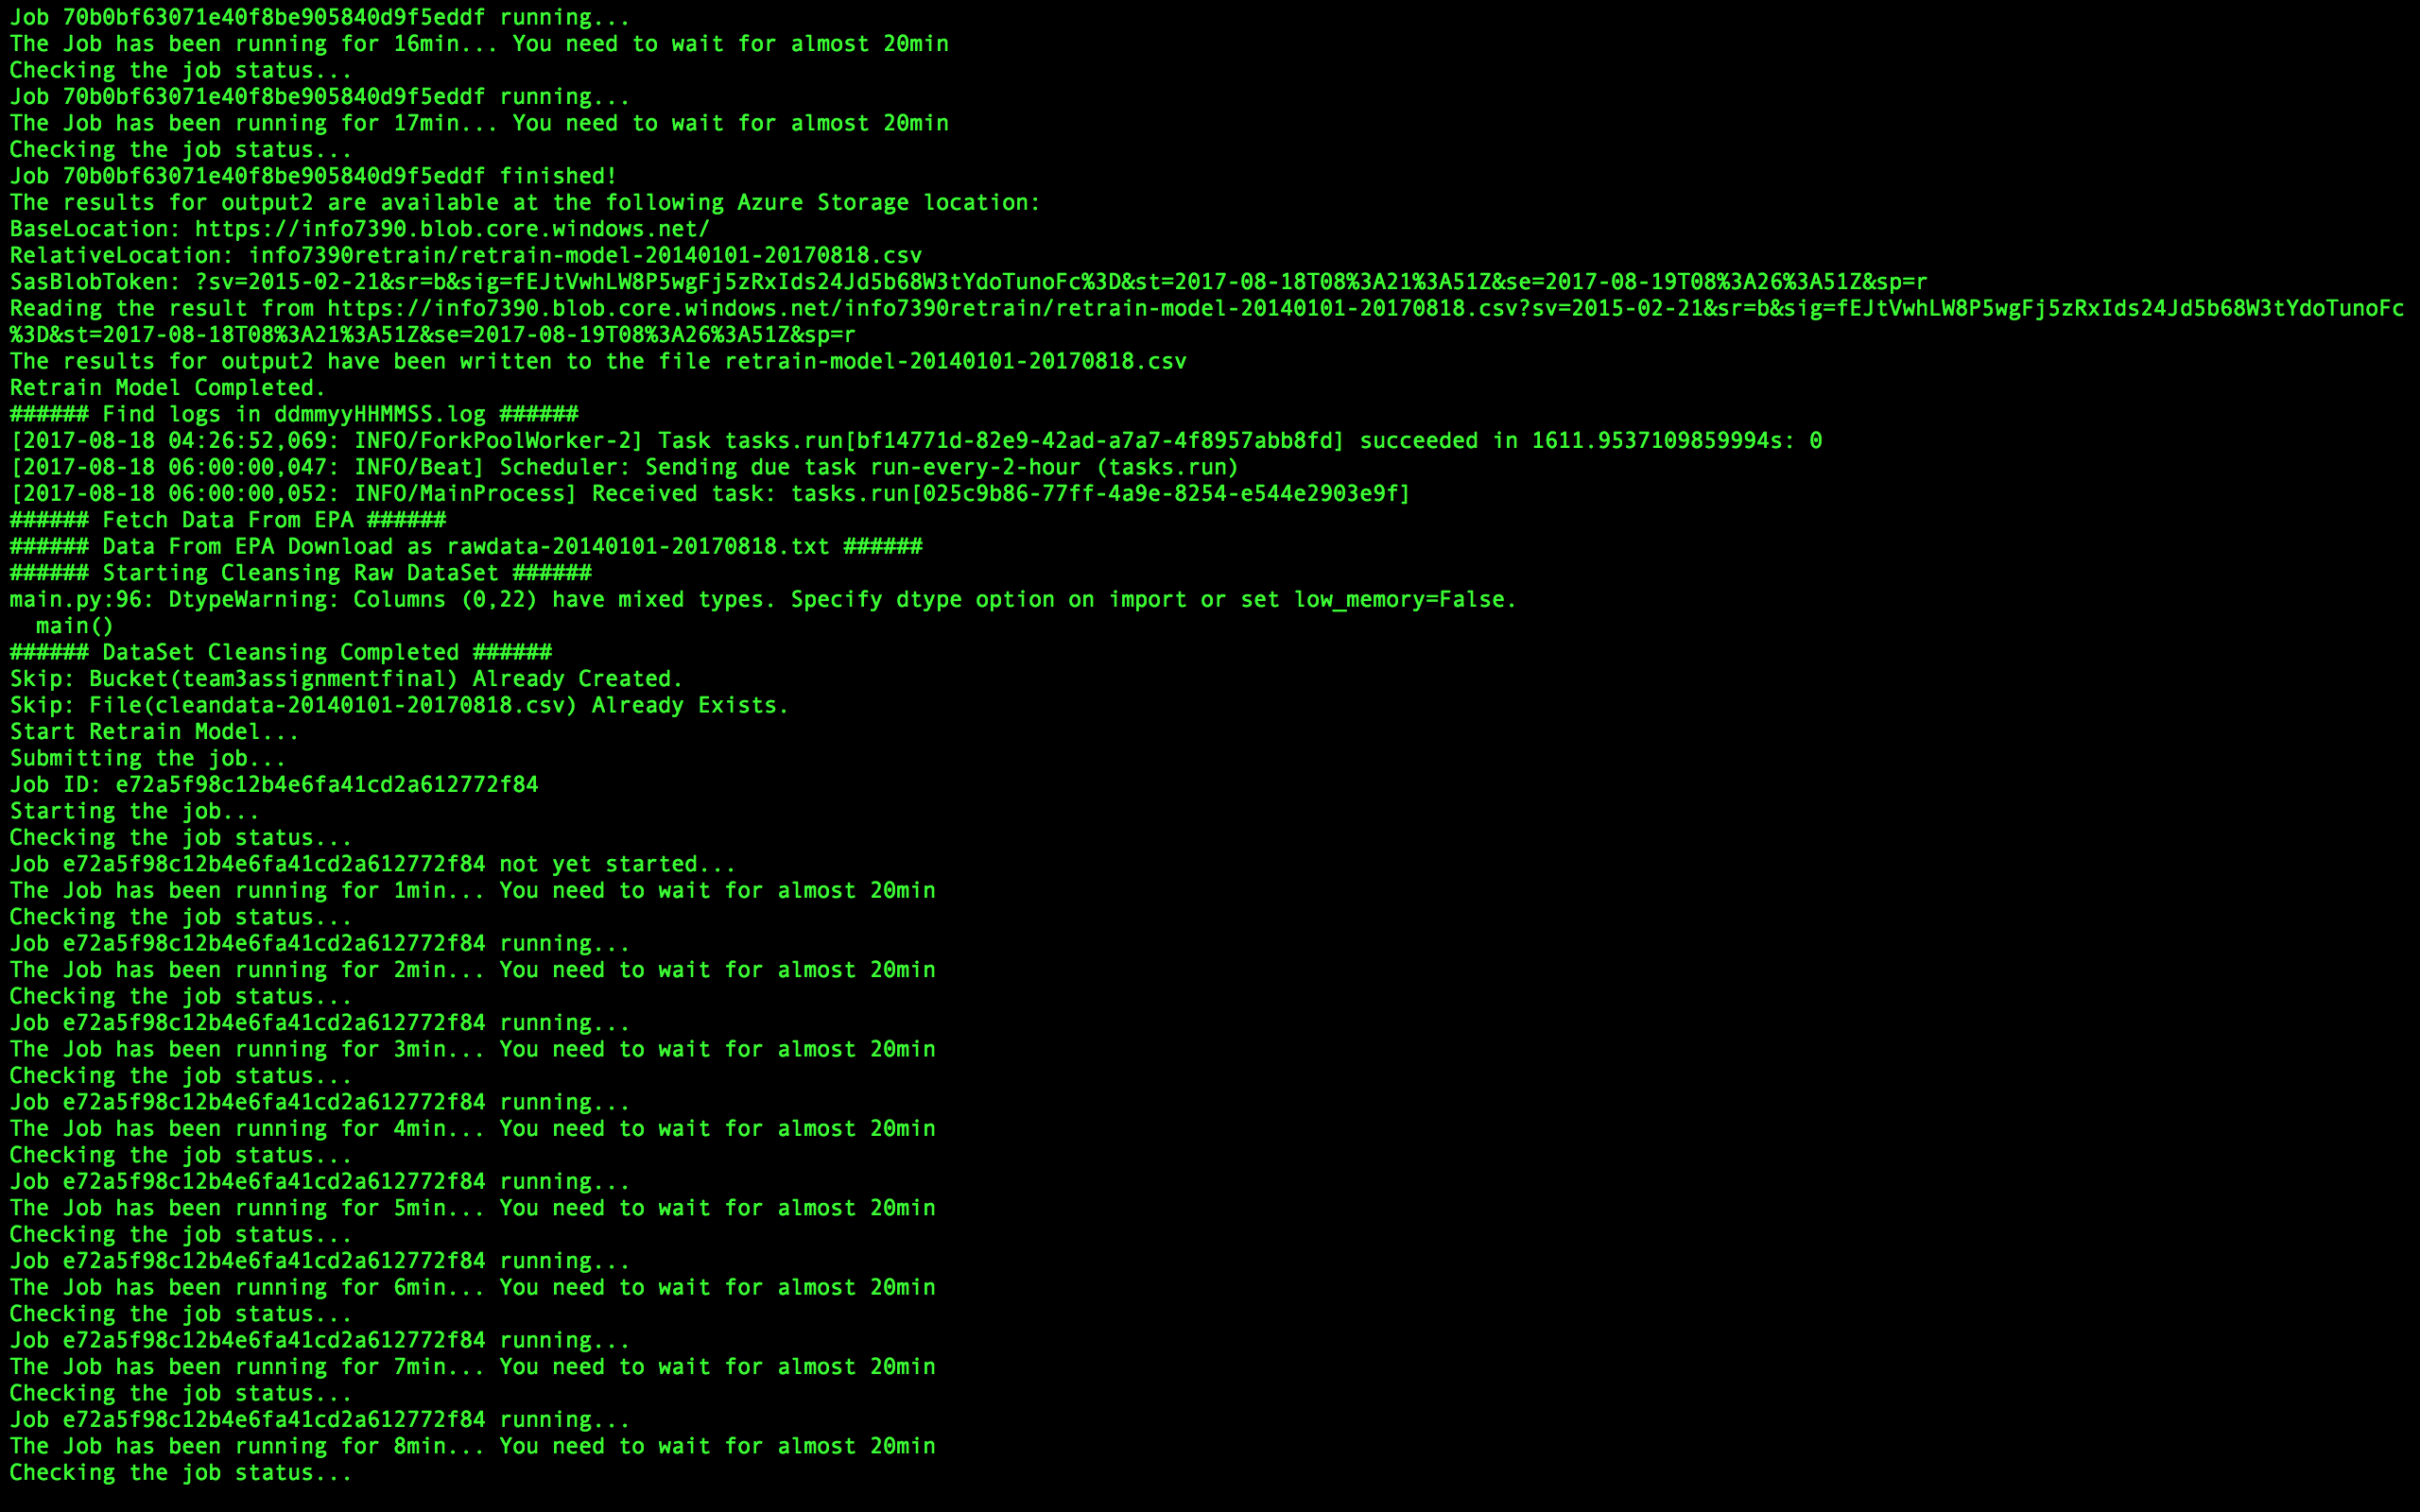 Job 70b0bf63071e40f8be905840d9f5eddf running...
The Job has been running for 16min... You need to wait for almost 20min
Checking the job status...
Job 70b0bf63071e40f8be905840d9f5eddf running...
The Job has been running for 17min... You need to wait for almost 20min
Checking the job status...
Job 70b0bf63071e40f8be905840d9f5eddf finished!
The results for output2 are available at the following Azure Storage location:
BaseLocation: https://info7390.blob.core.windows.net/
RelativeLocation: info7390retrain/retrain-model-20140101-20170818.csv
SasBlobToken: ?sv=2015-02-21&sr=b&sig=fEJtVwhLW8P5wgFj5zRxIds24Jd5b68W3tYdoTunoFc%3D&st=2017-08-18T08%3A21%3A51Z&se=2017-08-19T08%3A26%3A51Z&sp=r
Reading the result from https://info7390.blob.core.windows.net/info7390retrain/retrain-model-20140101-20170818.csv?sv=2015-02-21&sr=b&sig=fEJtVwhLW8P5wgFj5zRxIds24Jd5b68W3tYdoTunoFc
%3D&st=2017-08-18T08%3A21%3A51Z&se=2017-08-19T08%3A26%3A51Z&sp=r
The results for output2 have been written to the file retrain-model-20140101-20170818.csv
Retrain Model Completed.
###### Find logs in ddmmyyHHMMSS.log ######
[2017-08-18 04:26:52,069: INFO/ForkPoolWorker-2] Task tasks.run[bf14771d-82e9-42ad-a7a7-4f8957abb8fd] succeeded in 1611.9537109859994s: 0
[2017-08-18 06:00:00,047: INFO/Beat] Scheduler: Sending due task run-every-2-hour (tasks.run)
[2017-08-18 06:00:00,052: INFO/MainProcess] Received task: tasks.run[025c9b86-77ff-4a9e-8254-e544e2903e9f]
###### Fetch Data From EPA ######
###### Data From EPA Download as rawdata-20140101-20170818.txt ######
###### Starting Cleansing Raw DataSet ######
main.py:96: DtypeWarning: Columns (0,22) have mixed types. Specify dtype option on import or set low_memory=False.
  main()
###### DataSet Cleansing Completed ######
Skip: Bucket(team3assignmentfinal) Already Created.
Skip: File(cleandata-20140101-20170818.csv) Already Exists.
Start Retrain Model...
Submitting the job...
Job ID: e72a5f98c12b4e6fa41cd2a612772f84
Starting the job...
Checking the job status...
Job e72a5f98c12b4e6fa41cd2a612772f84 not yet started...
The Job has been running for 1min... You need to wait for almost 20min
Checking the job status...
Job e72a5f98c12b4e6fa41cd2a612772f84 running...
The Job has been running for 2min... You need to wait for almost 20min
Checking the job status...
Job e72a5f98c12b4e6fa41cd2a612772f84 running...
The Job has been running for 3min... You need to wait for almost 20min
Checking the job status...
Job e72a5f98c12b4e6fa41cd2a612772f84 running...
The Job has been running for 4min... You need to wait for almost 20min
Checking the job status...
Job e72a5f98c12b4e6fa41cd2a612772f84 running...
The Job has been running for 5min... You need to wait for almost 20min
Checking the job status...
Job e72a5f98c12b4e6fa41cd2a612772f84 running...
The Job has been running for 6min... You need to wait for almost 20min
Checking the job status...
Job e72a5f98c12b4e6fa41cd2a612772f84 running...
The Job has been running for 7min... You need to wait for almost 20min
Checking the job status...
Job e72a5f98c12b4e6fa41cd2a612772f84 running...
The Job has been running for 8min... You need to wait for almost 20min
Checking the job status...